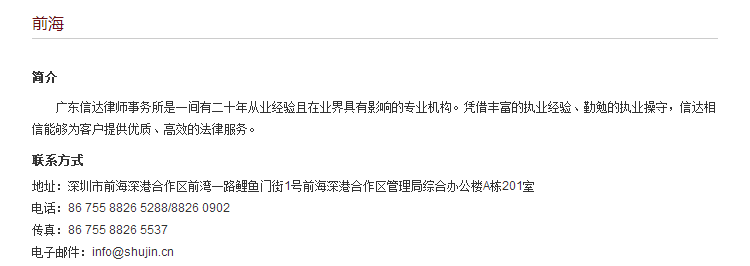 前海
简介
广东信达律师事务所是一间有二十年从业经验且在业界具有影响的专业机构。凭借丰富的执业经验、勤勉的执业操守，信达相
信能够为客户提供优质、高效的法律服务。
联系方式
地址：深圳市前海深港合作区前湾一路鲤鱼门街1号前海深港合作区管理局综合办公楼A栋201室
电话：86 755 8826 5288/8826 0902
传真：86 755 8826 5537
电子邮件：info@shujin.cn